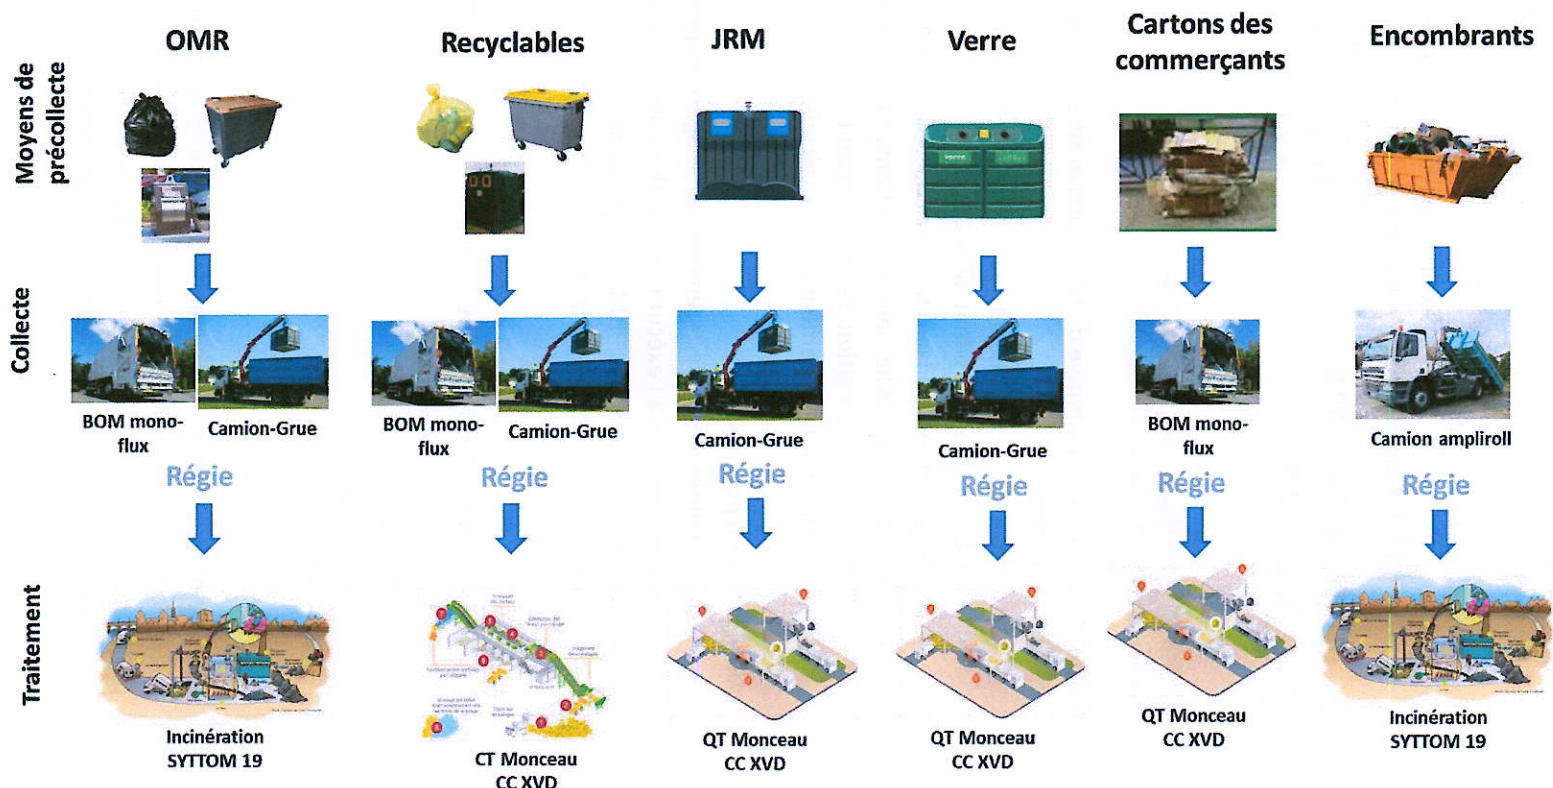 OMR
Recyclables
JRM
Verre
Cartons des
commerçants
Encombrants
Moyens de
précollecte
verre
Collecte
BOM mono-
flux
Camion-Grue
BOM mono-
flux
Camion-Grue
Camion-Grue
Camion-Grue
BOM mono-
flux
Camion ampliroll
Régie
Régie
Régie
Régie
Régie
Régie
Traitement
Incinération
SYTTOM 19
CT Monceau
CC XVD
QT Monceau
CC XVD
QT Monceau
CC XVD
QT Monceau
CC XVD
Incinération
SYTTOM 19